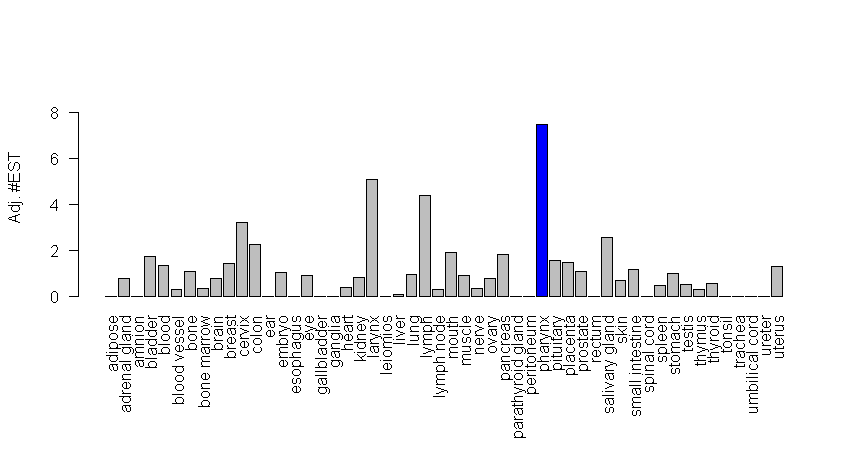 Adj. #EST
8
6
4
2
0
adipose
adrenal gland
amnion
bladder
blood
blood vessel
bone
bone marrow
brain
breast
cervix
colon
ear
embryo
esophagus
eye
gallbladder
ganglia
heart
kidney
larynx
leiomios
liver
lung
lymph
lymph node
mouth
muscle
nerve
ovary
pancreas
parathyroid gland
peritoneum
pharynx
pituitary
placenta
prostate
rectum
salivary gland
skin
small intestine
spinal cord
spleen
stomach
testis
thymus
thyroid
tonsil
trachea
umbilical cord
ureter
uterus